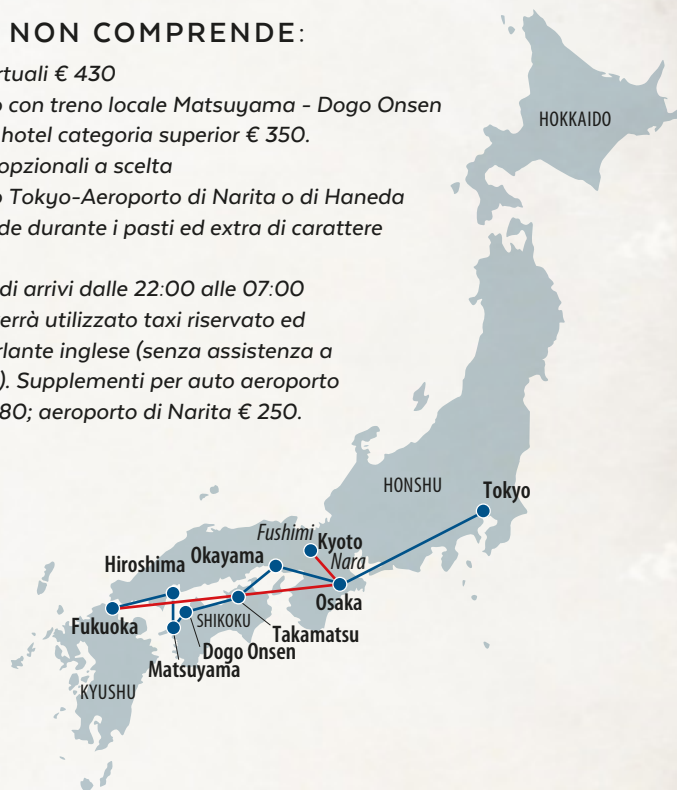 NON COMPRENDE:
rtuali € 430
con treno locale Matsuyama - Dogo Onsen
hotel categoria superior € 350.
opzionali a scelta
Tokyo-Aeroporto di Narita o di Haneda
de durante i pasti ed extra di carattere
di arrivi dalle 22:00 alle 07:00
errà utilizzato taxi riservato ed
rlante inglese (senza assistenza a
). Supplementi per auto aeroporto
80; aeroporto di Narita € 250.
HOKKAIDO
HONSHU
Tokyo
Fushimi
Kyoto
Nara
Okayama
Hiroshima
Osaka
Fukuoka
SHIKOKU
Takamatsu
Dogo Onsen
Matsuyama
KYUSHU